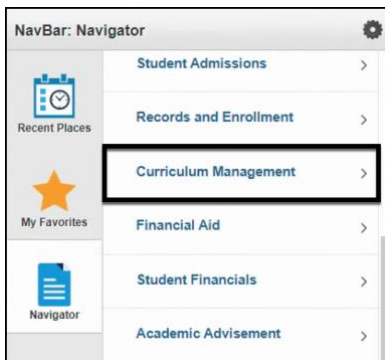 NavBar: Navigator
Student Admissions
Recent Places
Records and Enrollment
Curriculum Management
My Favorites
Financial Aid
Student Financials
Navigator
Academic Advisement